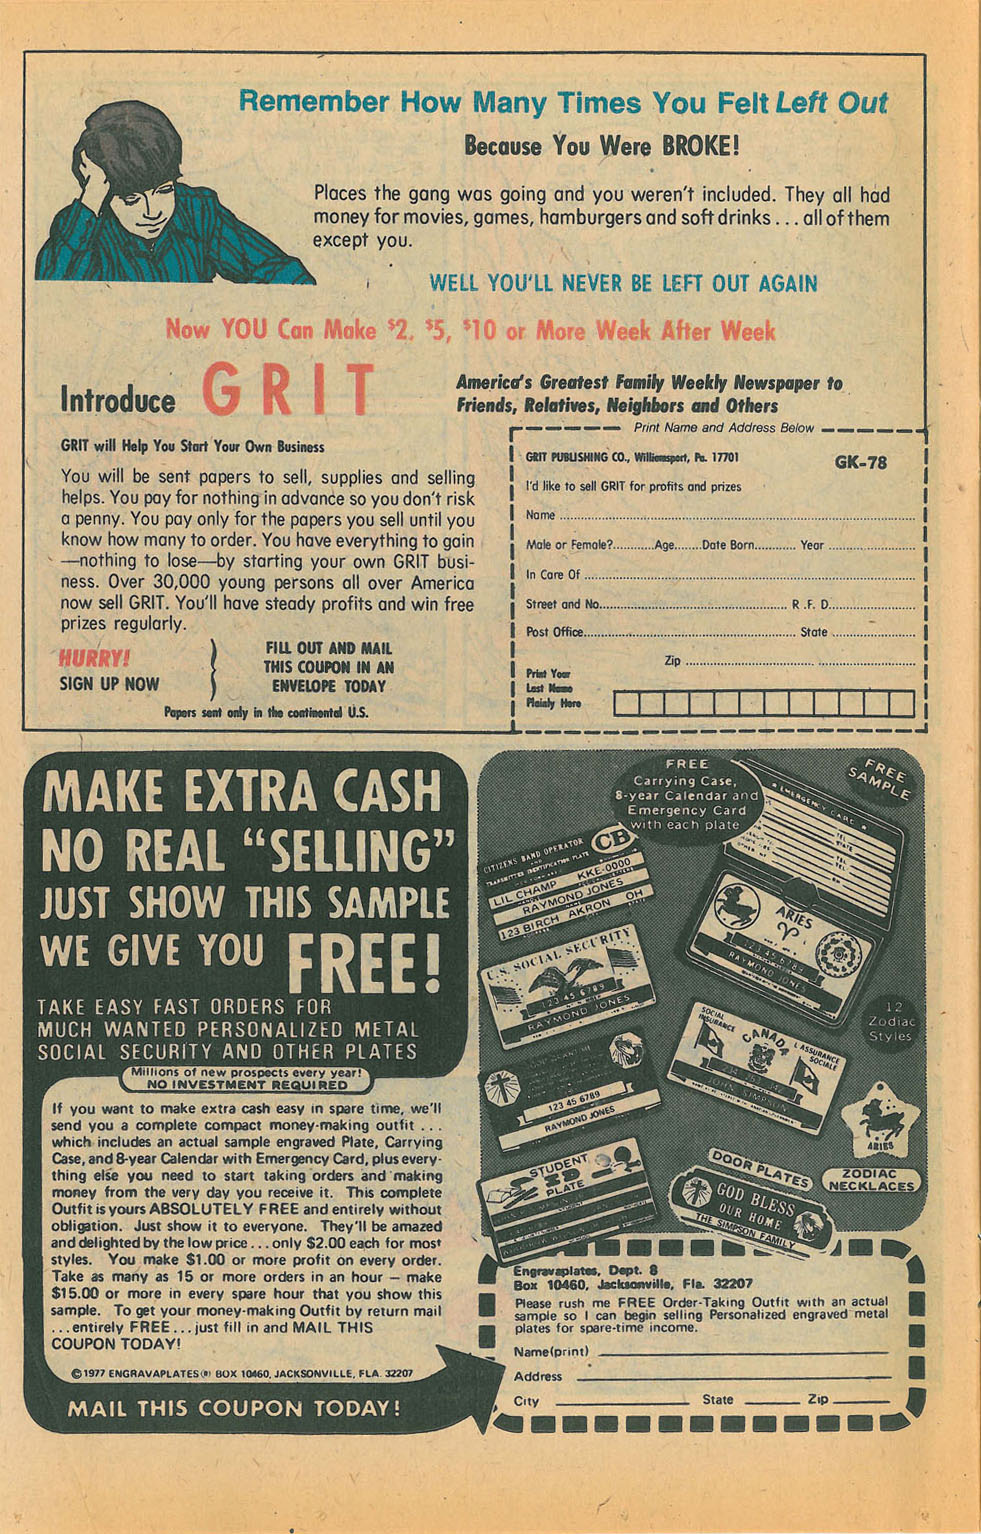 Remember How Many Times You Felt Left Out
Because You Were BROKE!
Places the gang was going and you weren't included. They all had
money for movies, games, hamburgers and soft drinks . . . all of them
except you.
WELL YOU'LL NEVER BE LEFT OUT AGAIN
Now YOU Can Make $2, $5, $10 or More Week After Week
Introduce GRIT
America's Greatest Family Weekly Newspaper to
Friends, Relatives, Neighbors and Others
GRIT will Help You Start Your Own Business
You will be sent papers to sell, supplies and selling
helps. You pay for nothing in advance so you don't risk
a penny. You pay only for the papers you sell until you
know how many to order. You have everything to gain
—nothing to lose—by starting your own GRIT busi-
ness. Over 30,000 young persons all over America
now sell GRIT. You'll have steady profits and win free
prizes regularly.
HURRY!
SIGN UP NOW
FILL OUT AND MAIL
THIS COUPON IN AN
ENVELOPE TODAY
Papers sent only in the continental U.S.
Print Name and Address Below
GRIT PUBLISHING CO., Williamsport, Pa. 17701
GK-78
I'd like to sell GRIT for profits and prizes
Name
Male or Female? Age Date Born Year
In Care Of
Street and No. R .F. D.
Post Office State
Zip
Print Your
Last Name
Plainly Here
MAKE EXTRA CASH
NO REAL "SELLING"
JUST SHOW THIS SAMPLE
WE GIVE YOU FREE!
TAKE EASY FAST ORDERS FOR
MUCH WANTED PERSONALIZED METAL
SOCIAL SECURITY AND OTHER PLATES
Millions of new prospects every year!
NO INVESTMENT REQUIRED
If you want to make extra cash easy in spare time, we'll
send you a complete compact money-making outfit . . .
which includes an actual sample engraved Plate, Carrying
Case, and 8-year Calendar with Emergency Card, plus every-
thing else you need to start taking orders and making
money from the very day you receive it. This complete
Outfit is yours ABSOLUTELY FREE and entirely without
obligation. Just show it to everyone. They'll be amazed
and delighted by the low price . . . only $2.00 each for most
styles. You make $1.00 or more profit on every order.
Take as many as 15 or more orders in an hour — make
$15.00 or more in every spare hour that you show this
sample. To get your money-making Outfit by return mail
. . . entirely FREE . . . just fill in and MAIL THIS
COUPON TODAY!
© 1977 ENGRAVAPLATES ® BOX 10460, JACKSONVILLE, FLA. 32207
MAIL THIS COUPON TODAY!
FREE
Carrying Case,
8-year Calendar and
Emergency Card
with each plate
FREE
SAMPLE
EMERGENCY CARD
CITIZENS BAND OPERATOR
CB
LIL CHAMP KKE-0000
RAYMOND JONES
123 BIRCH AKRON OH
ARIES
123 45 6789
RAYMOND JONES
U.S. SOCIAL SECURITY
123 45 6789
RAYMOND JONES
12
Zodiac
Styles
SOCIAL
INSURANCE
CANADA
L'ASSURANCE
SOCIALE
JOHN SIMPSON
123 45 6789
RAYMOND JONES
ARIES
STUDENT
ID
PLATE
DOOR PLATES
ZODIAC
NECKLACES
GOD BLESS
OUR HOME
THE SIMPSON FAMILY
Engravaplates, Dept. 8
Box 10460, Jacksonville, Fla. 32207
Please rush me FREE Order-Taking Outfit with an actual
sample so I can begin selling Personalized engraved metal
plates for spare-time income.
Name(print)
Address
City State Zip